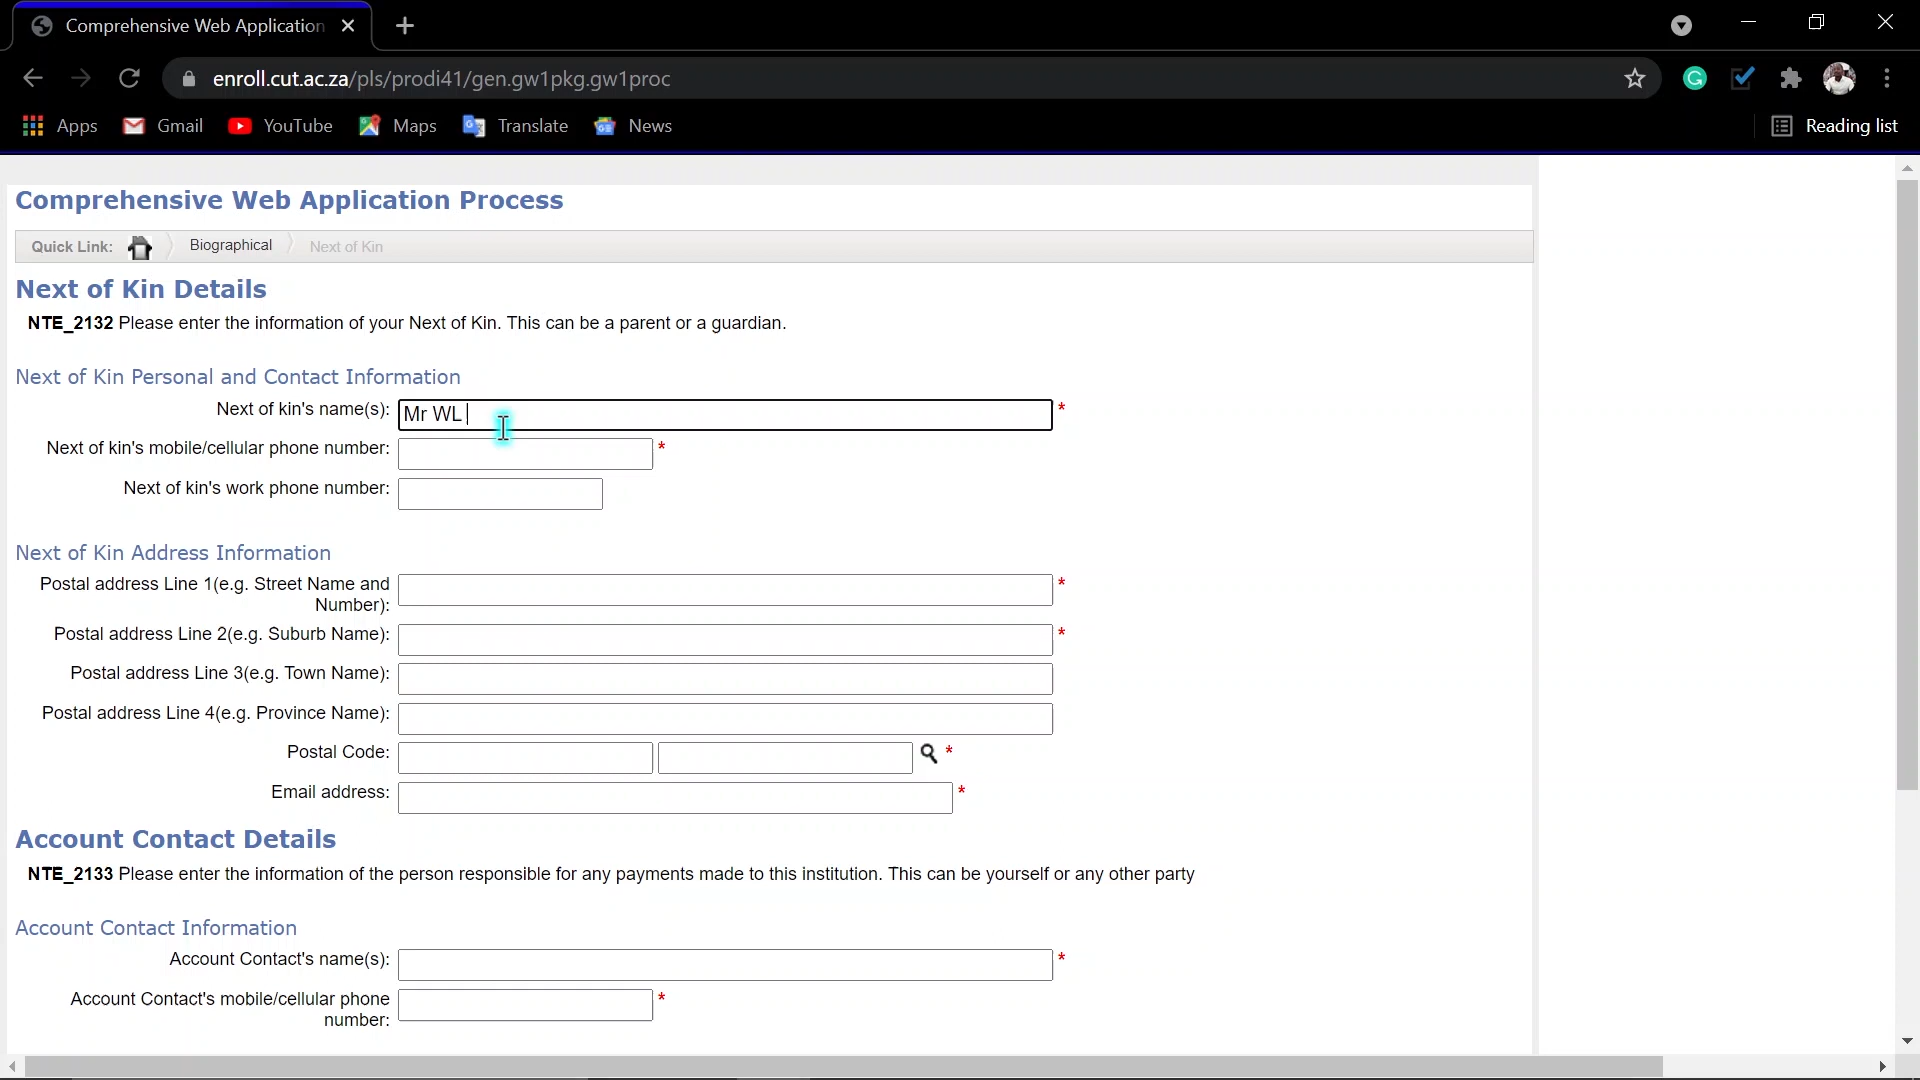 Comprehensive Web Application
enroll.cut.ac.za/pls/prodi41/gen.gw1pkg.gw1proc
Apps Gmail YouTube Maps Translate News Reading list
Comprehensive Web Application Process
Quick Link: Biographical Next of Kin
Next of Kin Details
NTE_2132 Please enter the information of your Next of Kin. This can be a parent or a guardian.
Next of Kin Personal and Contact Information
Next of kin's name(s): Mr WL *
Next of kin's mobile/cellular phone number: *
Next of kin's work phone number:
Next of Kin Address Information
Postal address Line 1(e.g. Street Name and
Number): *
Postal address Line 2(e.g. Suburb Name): *
Postal address Line 3(e.g. Town Name):
Postal address Line 4(e.g. Province Name):
Postal Code: *
Email address: *
Account Contact Details
NTE_2133 Please enter the information of the person responsible for any payments made to this institution. This can be yourself or any other party
Account Contact Information
Account Contact's name(s): *
Account Contact's mobile/cellular phone
number: *